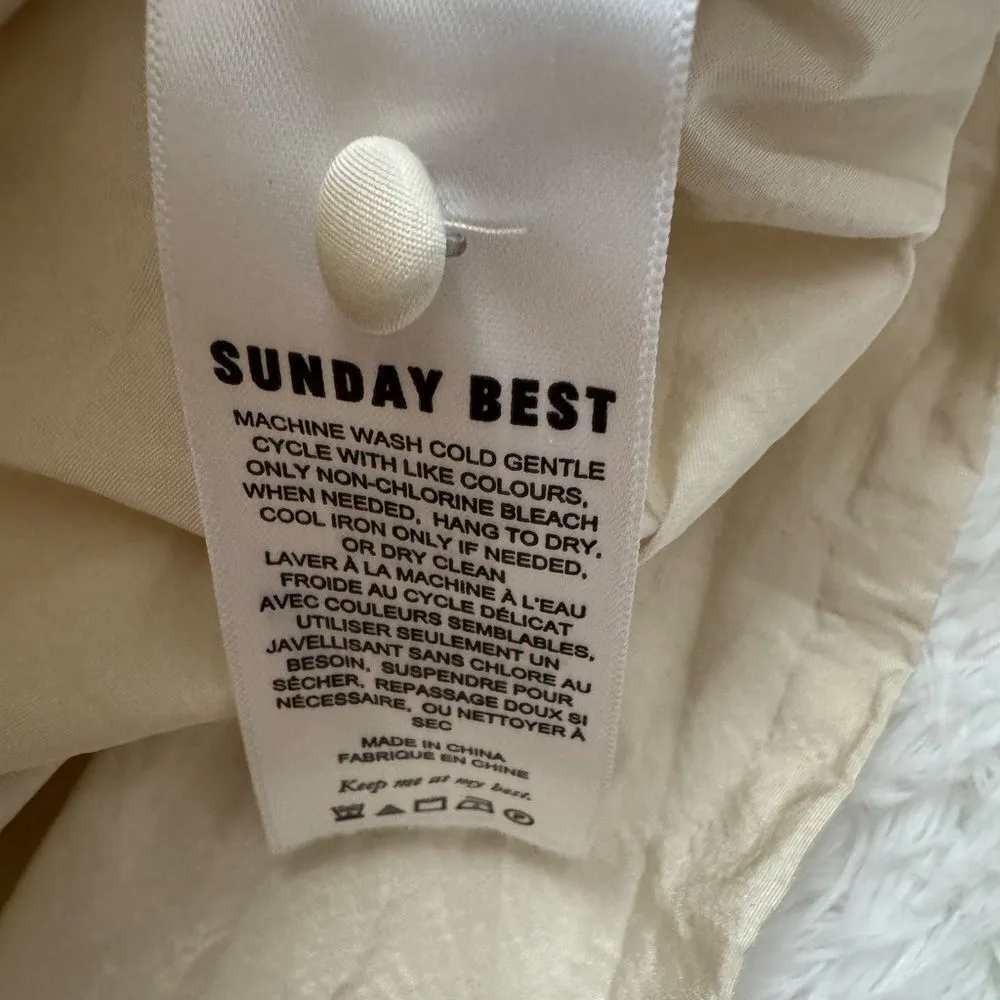 SUNDAY BEST
MACHINE WASH COLD GENTLE
CYCLE WITH LIKE COLOURS,
ONLY NON-CHLORINE BLEACH
WHEN NEEDED, HANG TO DRY,
COOL IRON ONLY IF NEEDED,
OR DRY CLEAN
LAVER À LA MACHINE À L'EAU
FROIDE AU CYCLE DÉLICAT
AVEC COULEURS SEMBLABLES,
UTILISER SEULEMENT UN
JAVELLISANT SANS CHLORE AU
BESOIN, SUSPENDRE POUR
SÉCHER, REPASSAGE DOUX SI
NÉCESSAIRE, OU NETTOYER À
SEC
MADE IN CHINA
FABRIQUÉ EN CHINE
Keep me at my best.
P